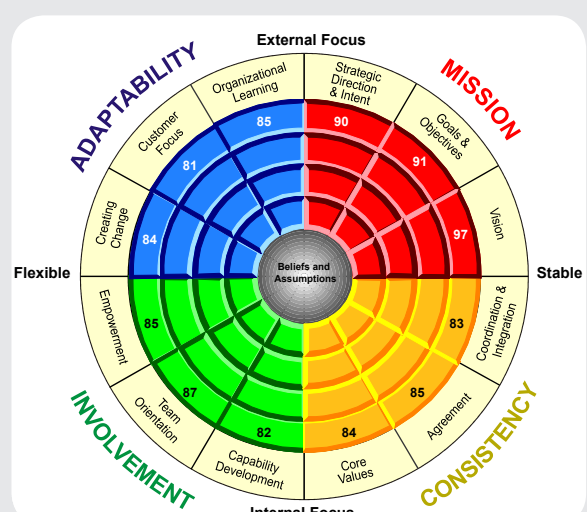 External Focus
ADAPTABILITY
MISSION
Organizational
Learning
Strategic
Direction
& Intent
Customer
Focus
Goals &
Objectives
Creating
Change
Vision
85
90
81
91
84
97
Flexible
Beliefs and
Assumptions
Stable
Empowerment
Coordination &
Integration
85
83
87
85
82
84
Team
Orientation
Agreement
Capability
Development
Core
Values
INVOLVEMENT
CONSISTENCY
Internal Focus